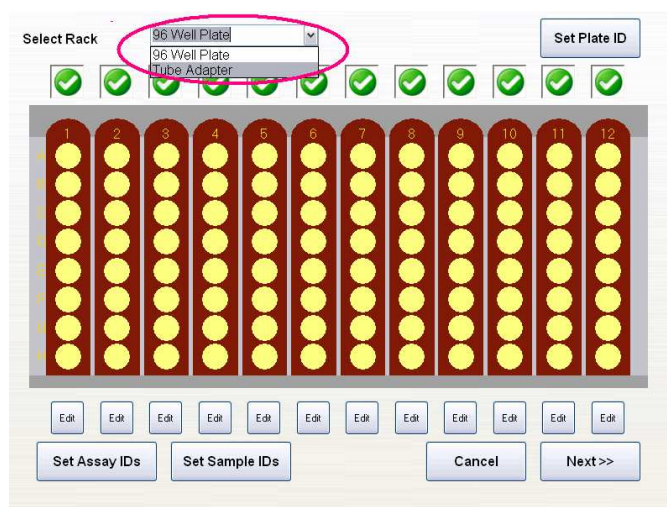 Select Rack 96 Well Plate Set Plate ID
96 Well Plate
Tube Adapter
1 2 3 4 5 6 7 8 9 10 11 12
Edit Edit Edit Edit Edit Edit Edit Edit Edit Edit Edit Edit
Set Assay IDs Set Sample IDs Cancel Next>>